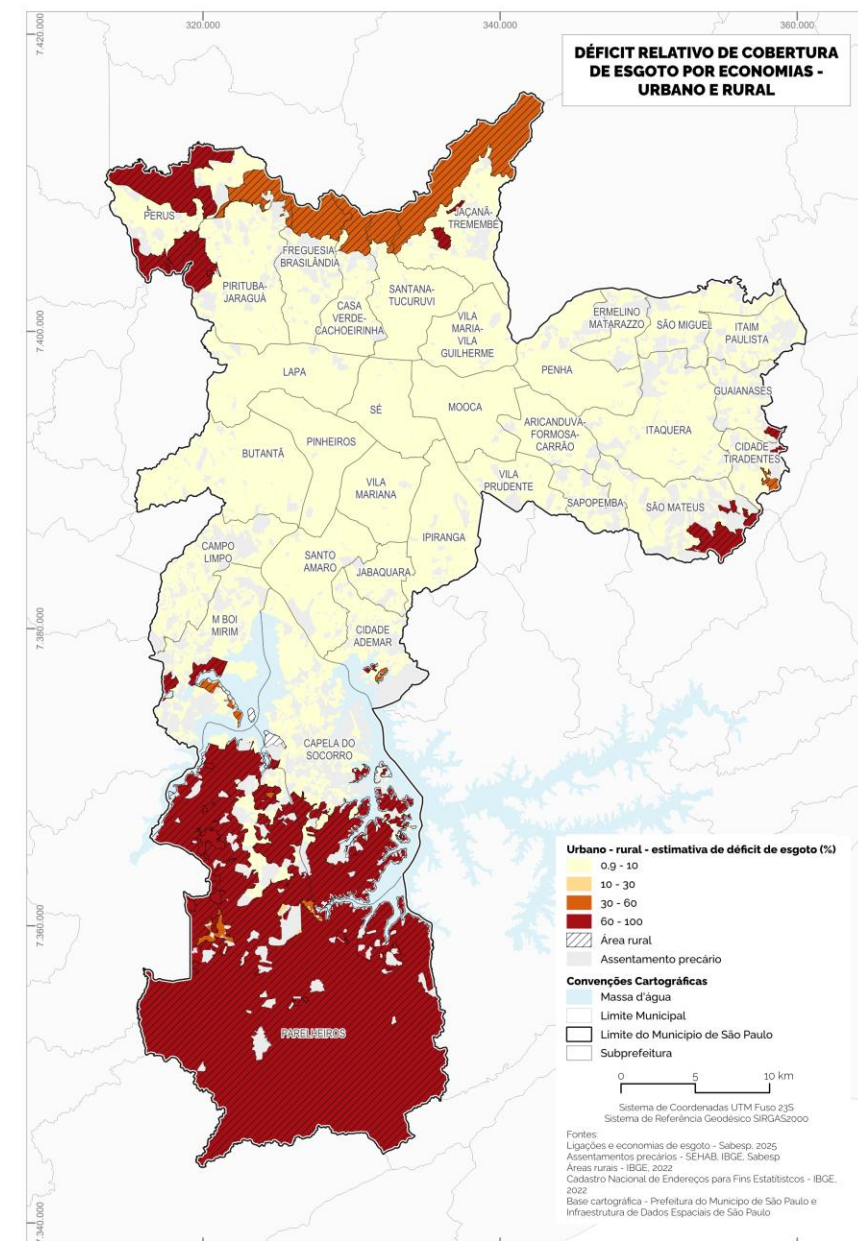 320.000
340.000
360.000
7.420.000
7.400.000
7.380.000
7.360.000
7.340.000
DÉFICIT RELATIVO DE COBERTURA
DE ESGOTO POR ECONOMIAS -
URBANO E RURAL
PERUS
JAÇANÃ-
TREMEMBÉ
FREGUESIA-
BRASILÂNDIA
PIRITUBA-
JARAGUÁ
SANTANA-
TUCURUVI
CASA
VERDE-
CACHOEIRINHA
VILA
MARIA-
VILA
GUILHERME
ERMELINO
MATARAZZO
SÃO MIGUEL
ITAIM
PAULISTA
LAPA
PENHA
GUAIANASES
SÉ
MOOCA
ARICANDUVA-
FORMOSA-
CARRÃO
ITAQUERA
CIDADE
TIRADENTES
BUTANTÃ
PINHEIROS
VILA
MARIANA
VILA
PRUDENTE
SAPOPEMBA
SÃO MATEUS
IPIRANGA
CAMPO
LIMPO
SANTO
AMARO
JABAQUARA
M BOI
MIRIM
CIDADE
ADEMAR
CAPELA DO
SOCORRO
PARELHEIROS
Urbano - rural - estimativa de déficit de esgoto (%)
0,9 - 10
10 - 30
30 - 60
60 - 100
Área rural
Assentamento precário
Convenções Cartográficas
Massa d'água
Limite Municipal
Limite do Município de São Paulo
Subprefeitura
0 5 10 km
Sistema de Coordenadas UTM Fuso 23S
Sistema de Referência Geodésico SIRGAS2000
Fontes:
Ligações e economias de esgoto - Sabesp, 2025
Assentamentos precários - SEHAB, IBGE, Sabesp
Áreas rurais - IBGE, 2022
Cadastro Nacional de Endereços para Fins Estatítistcos - IBGE,
2022
Base cartográfica - Prefeitura do Municipo de São Paulo e
Infraestrutura de Dados Espaciais de São Paulo